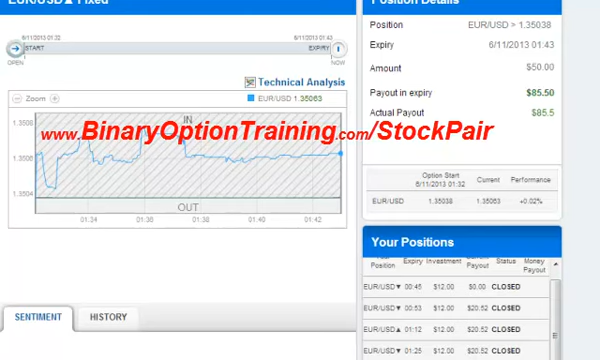 EUR/USD▲ Fixed
Position Details
6/11/2013 01:32
6/11/2013 01:43
START
EXPIRY
OPEN
NOW
Position
EUR/USD > 1.35038
Expiry
6/11/2013 01:43
Amount
$50.00
Payout in expiry
$85.50
Actual Payout
$85.5
Technical Analysis
Zoom
EUR/USD 1.35063
www.BinaryOptionTraining.com/StockPair
IN
1.3508
1.3506
1.3504
OUT
01:34
01:36
01:38
01:40
01:42
Option Start
6/11/2013 01:32
Current
Performance
EUR/USD
1.35038
1.35063
+0.02%
Your Positions
Position Expiry Investment Payout Status Money Payout
EUR/USD▼ 00:45 $12.00 $0.00 CLOSED
EUR/USD▼ 00:53 $12.00 $20.52 CLOSED
EUR/USD▲ 01:12 $12.00 $20.52 CLOSED
EUR/USD▼ 01:25 $12.00 $20.52 CLOSED
SENTIMENT
HISTORY